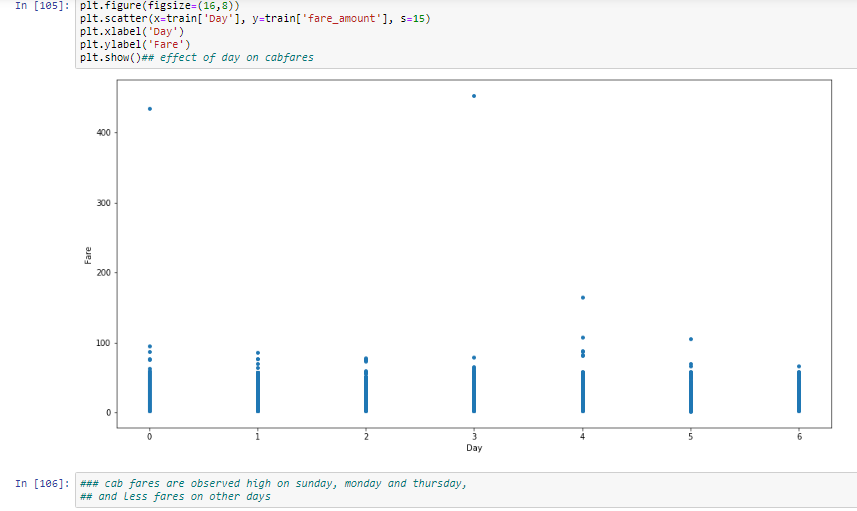 In [105]: plt.figure(figsize=(16,8))
plt.scatter(x=train['Day'], y=train['fare_amount'], s=15)
plt.xlabel('Day')
plt.ylabel('Fare')
plt.show()## effect of day on cabfares
400
300
200
100
0
Fare
0 1 2 3 4 5 6
Day
In [106]: ### cab fares are observed high on sunday, monday and thursday,
## and Less fares on other days